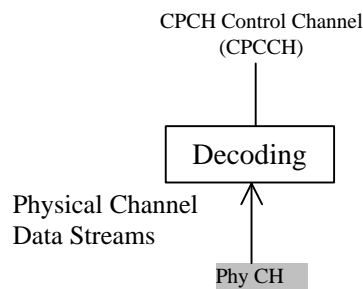 CPCH Control Channel
(CPCCH)
Decoding
Physical Channel
Data Streams
Phy CH